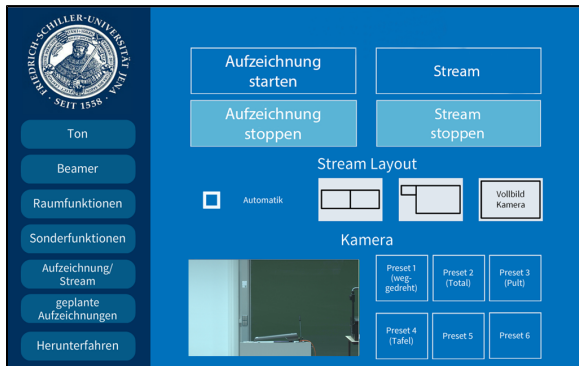 FRIEDRICH-SCHILLER-UNIVERSITÄT JENA
· SEIT 1558 ·
Ton
Beamer
Raumfunktionen
Sonderfunktionen
Aufzeichnung/
Stream
geplante
Aufzeichnungen
Herunterfahren
Aufzeichnung
starten
Stream
Aufzeichnung
stoppen
Stream
stoppen
Stream Layout
Automatik
Vollbild
Kamera
Kamera
Preset 1
(weg-
gedreht)
Preset 2
(Total)
Preset 3
(Pult)
Preset 4
(Tafel)
Preset 5
Preset 6